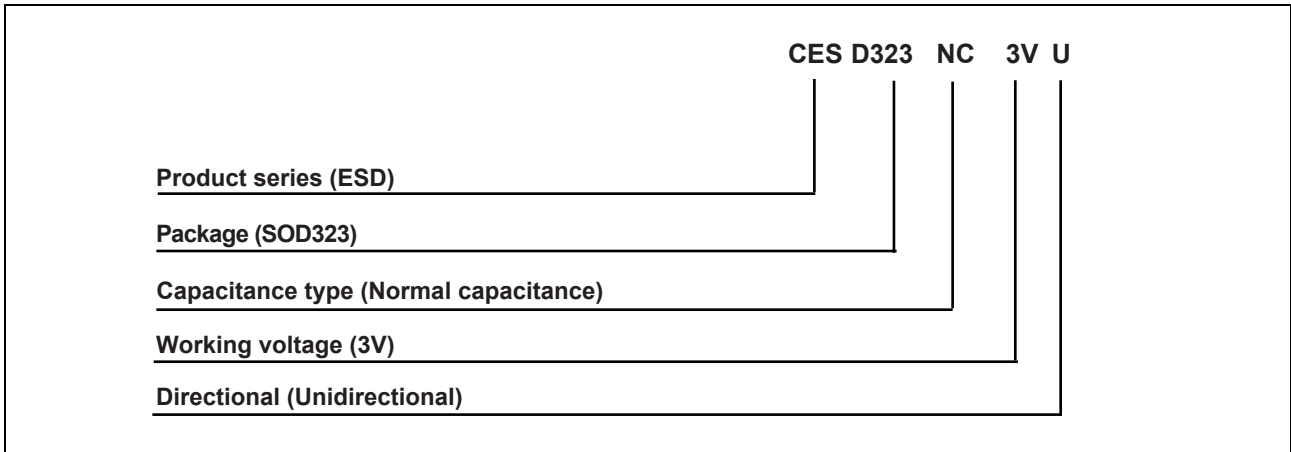 CES D323 NC 3V U
Product series (ESD)
Package (SOD323)
Capacitance type (Normal capacitance)
Working voltage (3V)
Directional (Unidirectional)